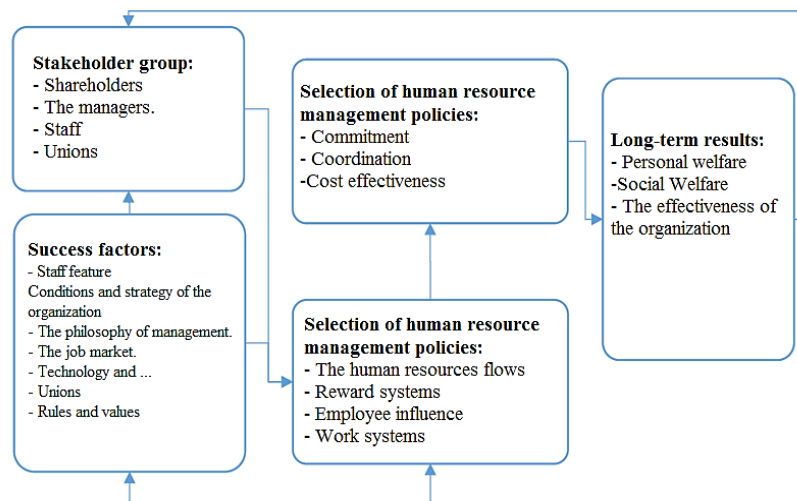 Stakeholder group:
- Shareholders
- The managers.
- Staff
- Unions
Success factors:
- Staff feature
Conditions and strategy of the
organization
- The philosophy of management.
- The job market.
- Technology and ...
- Unions
- Rules and values
Selection of human resource
management policies:
- Commitment
- Coordination
-Cost effectiveness
Selection of human resource
management policies:
- The human resources flows
- Reward systems
- Employee influence
- Work systems
Long-term results:
- Personal welfare
-Social Welfare
- The effectiveness of
the organization